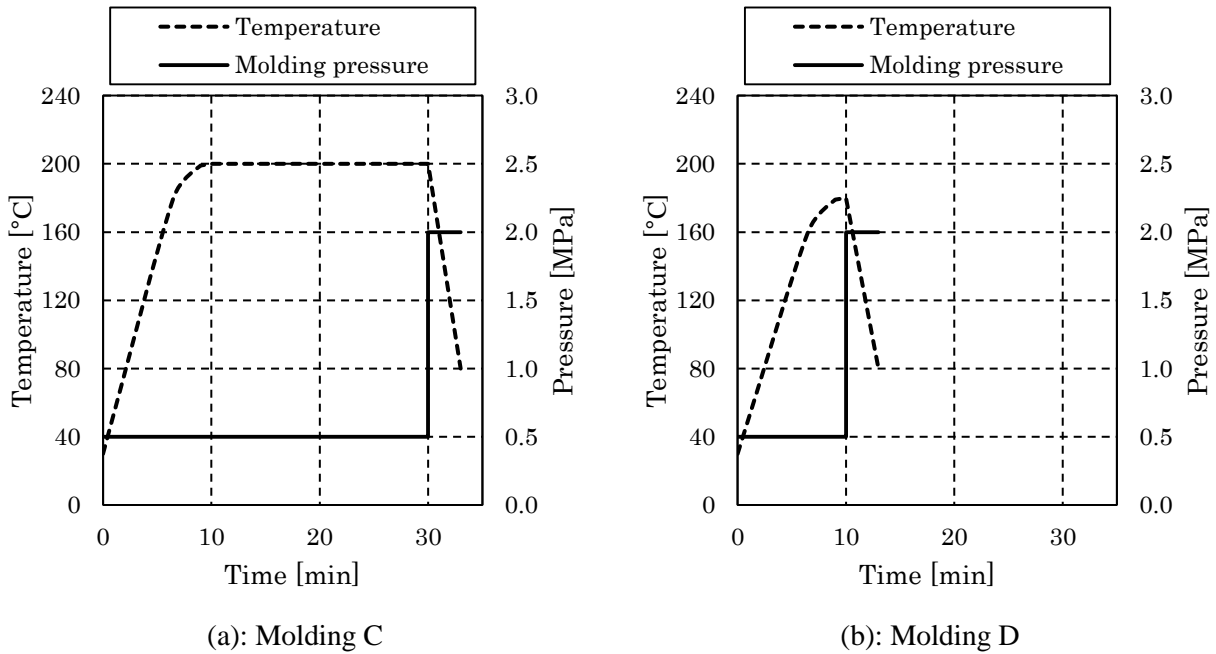 Temperature
Molding pressure
240
200
160
120
80
40
0
Temperature [°C]
3.0
2.5
2.0
1.5
1.0
0.5
0.0
Pressure [MPa]
0 10 20 30
Time [min]
(a): Molding C
Temperature
Molding pressure
240
200
160
120
80
40
0
Temperature [°C]
3.0
2.5
2.0
1.5
1.0
0.5
0.0
Pressure [MPa]
0 10 20 30
Time [min]
(b): Molding D